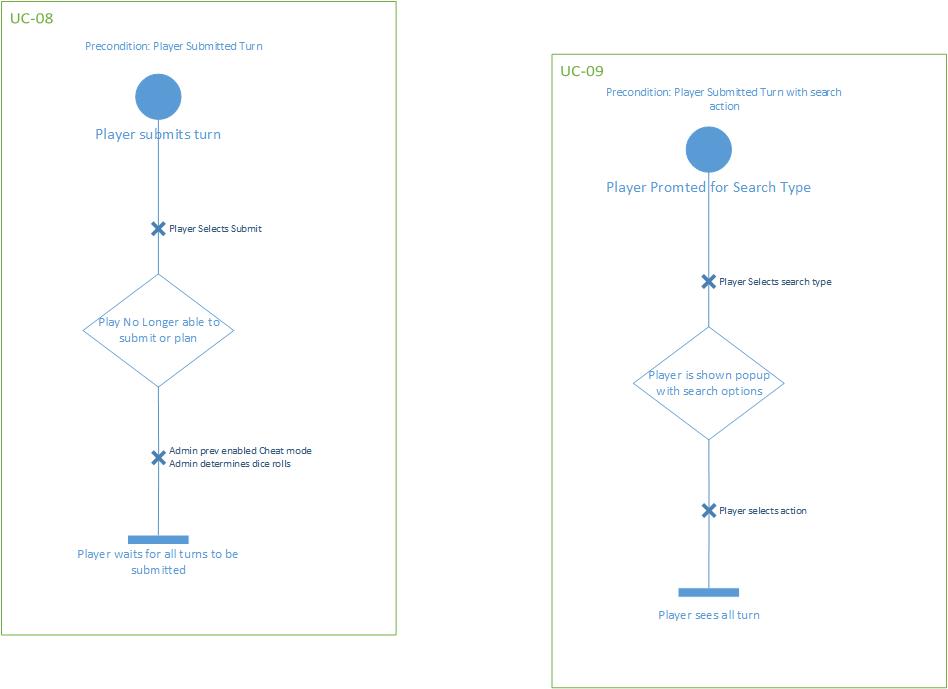 UC-08
Precondition: Player Submitted Turn
Player submits turn
Player Selects Submit
Play No Longer able to
submit or plan
Admin prev enabled Cheat mode
Admin determines dice rolls
Player waits for all turns to be
submitted
UC-09
Precondition: Player Submitted Turn with search
action
Player Promted for Search Type
Player Selects search type
Player is shown popup
with search options
Player selects action
Player sees all turn